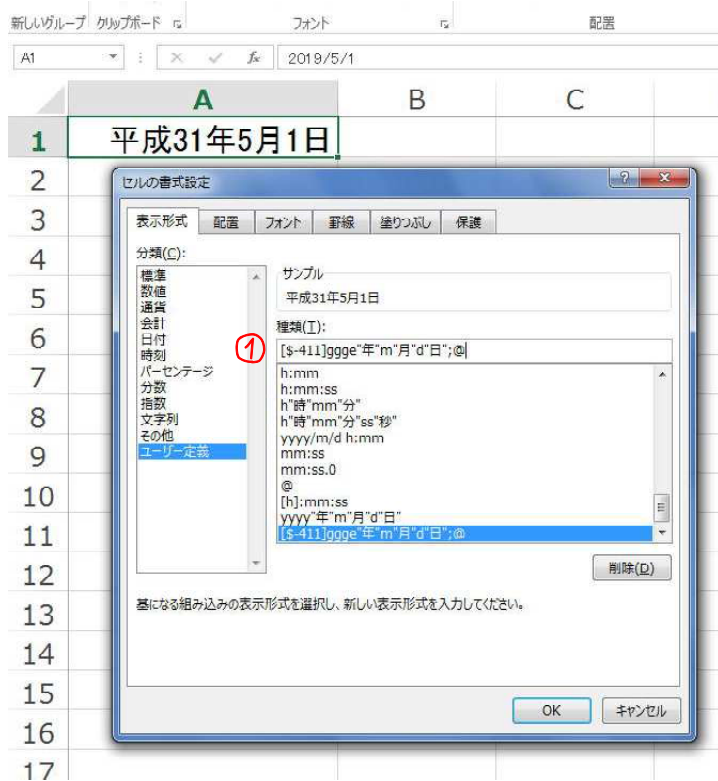 新しいグループ クリップボード フォント 配置
A1 fx 2019/5/1
A B C
1 平成31年5月1日
2
セルの書式設定
3
表示形式 配置 フォント 罫線 塗りつぶし 保護
4
分類(C):
標準
数値
通貨
会計
日付
時刻
パーセンテージ
分数
指数
文字列
その他
ユーザー定義
サンプル
平成31年5月1日
種類(T):
①
[$-411]ggge"年"m"月"d"日";@
h:mm
h:mm:ss
h"時"mm"分"
h"時"mm"分"ss"秒"
yyyy/m/d h:mm
mm:ss
mm:ss.0
@
[h]:mm:ss
yyyy"年"m"月"d"日"
[$-411]ggge"年"m"月"d"日";@
削除(D)
基になる組み込みの表示形式を選択し、新しい表示形式を入力してください。
OK キャンセル
5
6
7
8
9
10
11
12
13
14
15
16
17